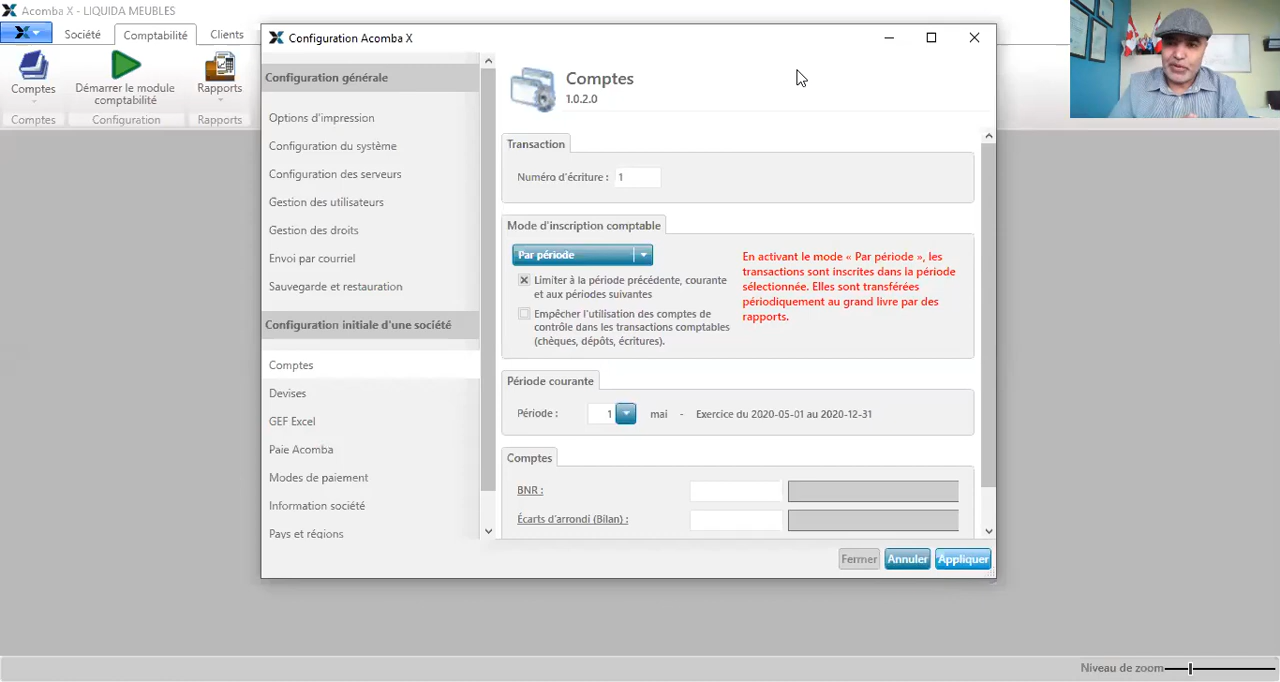 Acomba X - LIQUIDA MEUBLES
Société
Comptabilité
Clients
Comptes
Démarrer le module
comptabilité
Rapports
Comptes
Configuration
Rapports
Configuration Acomba X
Configuration générale
Options d'impression
Configuration du système
Configuration des serveurs
Gestion des utilisateurs
Gestion des droits
Envoi par courriel
Sauvegarde et restauration
Configuration initiale d'une société
Comptes
Devises
GEF Excel
Paie Acomba
Modes de paiement
Information société
Pays et régions
Comptes
1.0.2.0
Transaction
Numéro d'écriture : 1
Mode d'inscription comptable
Par période
Limiter à la période précédente, courante
et aux périodes suivantes
Empêcher l'utilisation des comptes de
contrôle dans les transactions comptables
(chèques, dépôts, écritures).
En activant le mode « Par période », les
transactions sont inscrites dans la période
sélectionnée. Elles sont transférées
périodiquement au grand livre par des
rapports.
Période courante
Période : 1 mai - Exercice du 2020-05-01 au 2020-12-31
Comptes
BNR :
Écarts d'arrondi (Bilan) :
Fermer
Annuler
Appliquer
Niveau de zoom